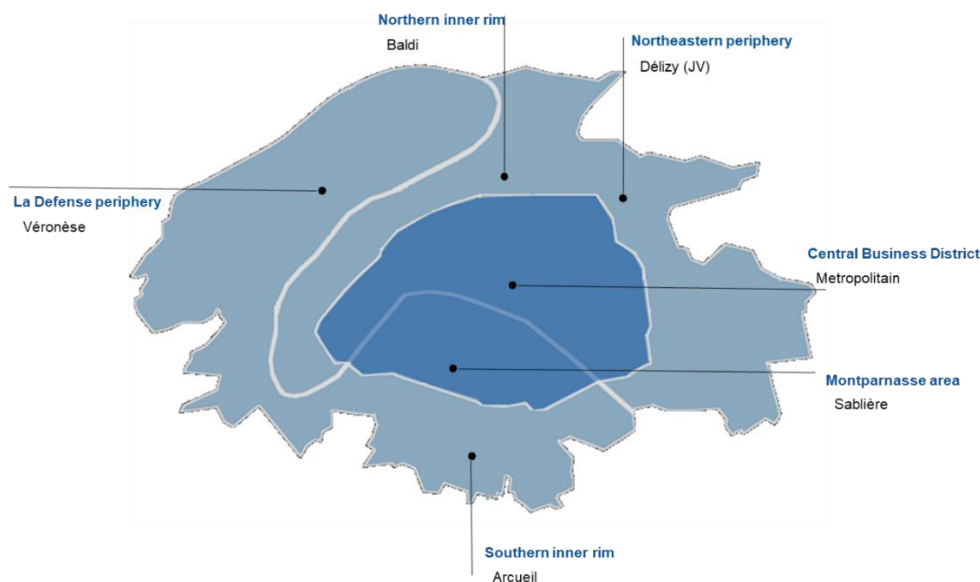 Northern inner rim
Baldi
Northeastern periphery
Délizy (JV)
La Defense periphery
Véronèse
Central Business District
Metropolitain
Montparnasse area
Sablière
Southern inner rim
Arcueil